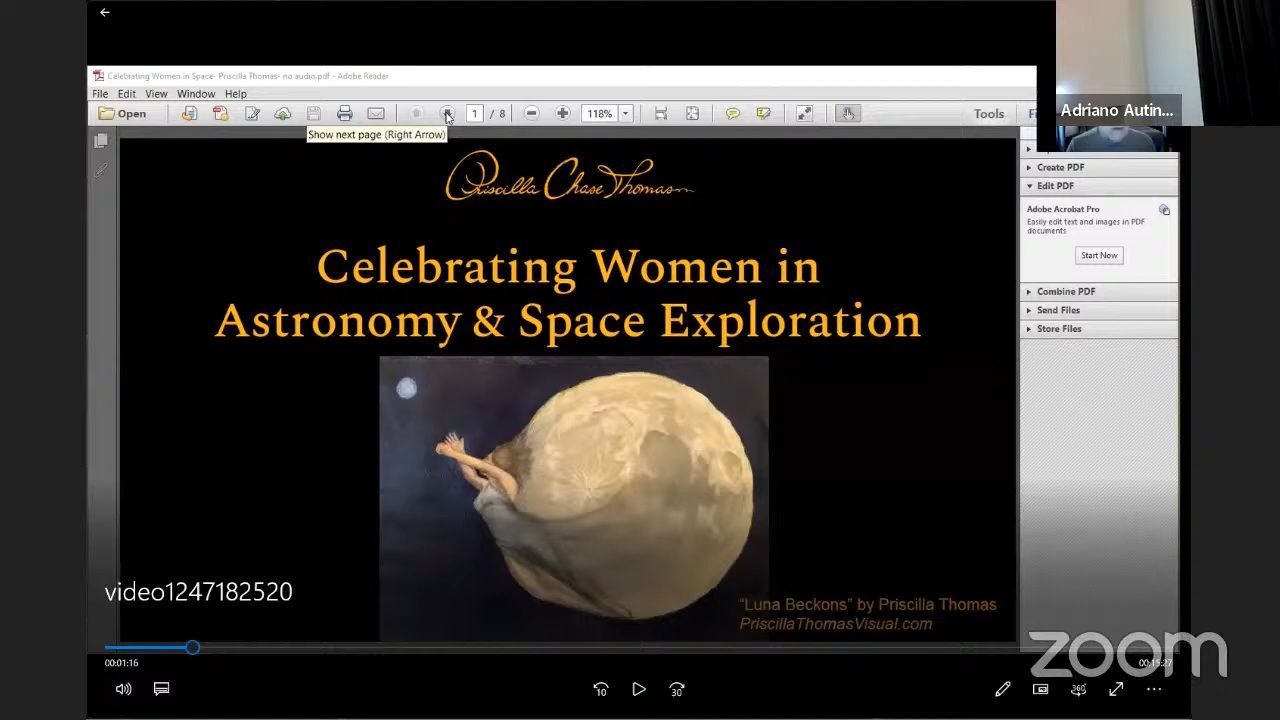 Celebrating Women in Space- Priscilla Thomas- no audio.pdf - Adobe Reader
File Edit View Window Help
Open
1 / 8
118%
Tools
Show next page (Right Arrow)
Adriano Autin...
Create PDF
Edit PDF
Adobe Acrobat Pro
Easily edit text and images in PDF
documents
Start Now
Combine PDF
Send Files
Store Files
Priscilla Chase Thomas
Celebrating Women in
Astronomy & Space Exploration
"Luna Beckons" by Priscilla Thomas
PriscillaThomasVisual.com
video1247182520
zoom
00:01:16
00:15:27
10
30
360